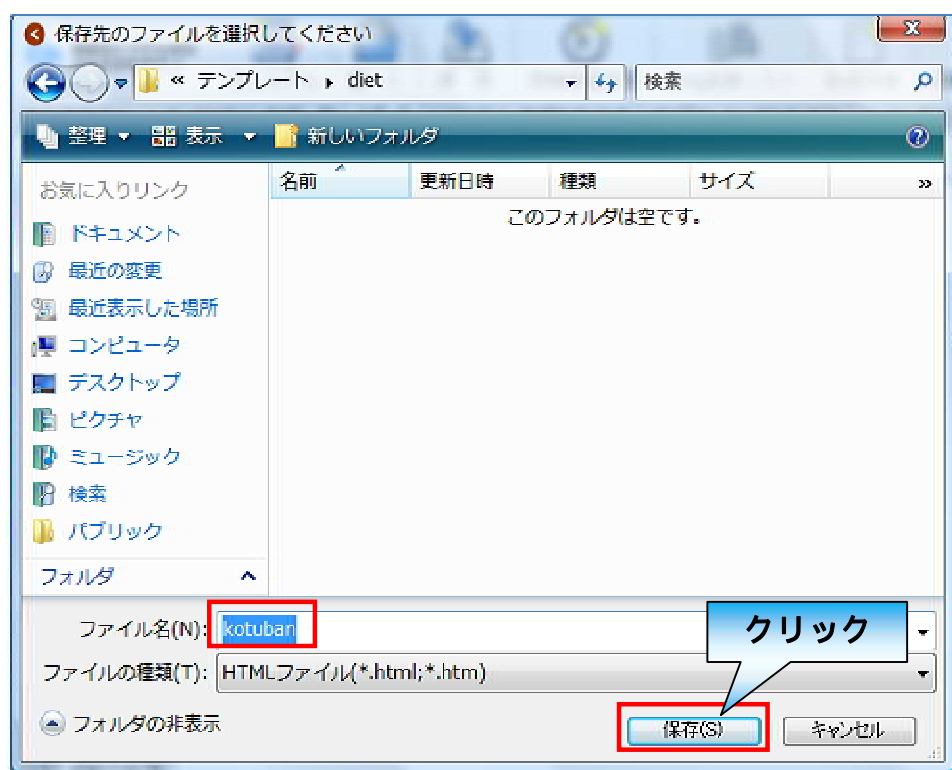 保存先のファイルを選択してください
« テンプレート diet
検索
整理 表示 新しいフォルダ
名前 更新日時 種類 サイズ »
このフォルダは空です。
お気に入りリンク
ドキュメント
最近の変更
最近表示した場所
コンピュータ
デスクトップ
ピクチャ
ミュージック
検索
パブリック
フォルダ
ファイル名(N): kotuban
クリック
ファイルの種類(T): HTMLファイル(*.html;*.htm)
フォルダの非表示
保存(S) キャンセル